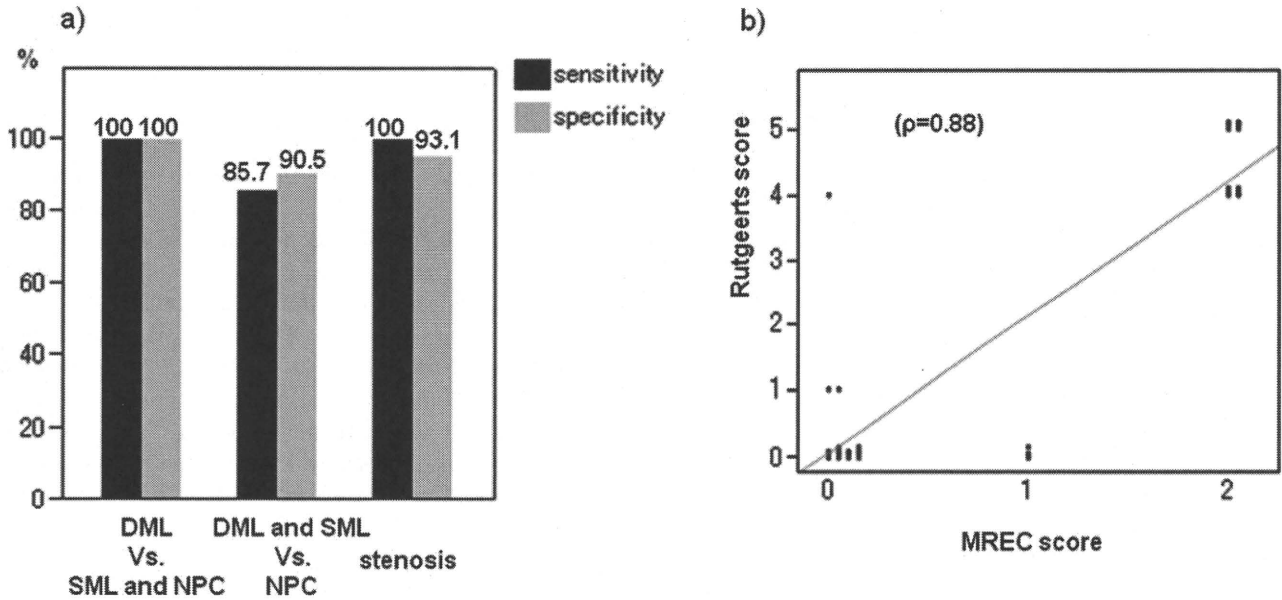 a)
%
sensitivity
specificity
100 100
85.7 90.5
100 93.1
100
80
60
40
20
0
DML
Vs.
SML and NPC
DML and SML
Vs.
NPC
stenosis
b)
(ρ=0.88)
Rutgeerts score
5
4
3
2
1
0
0 1 2
MREC score